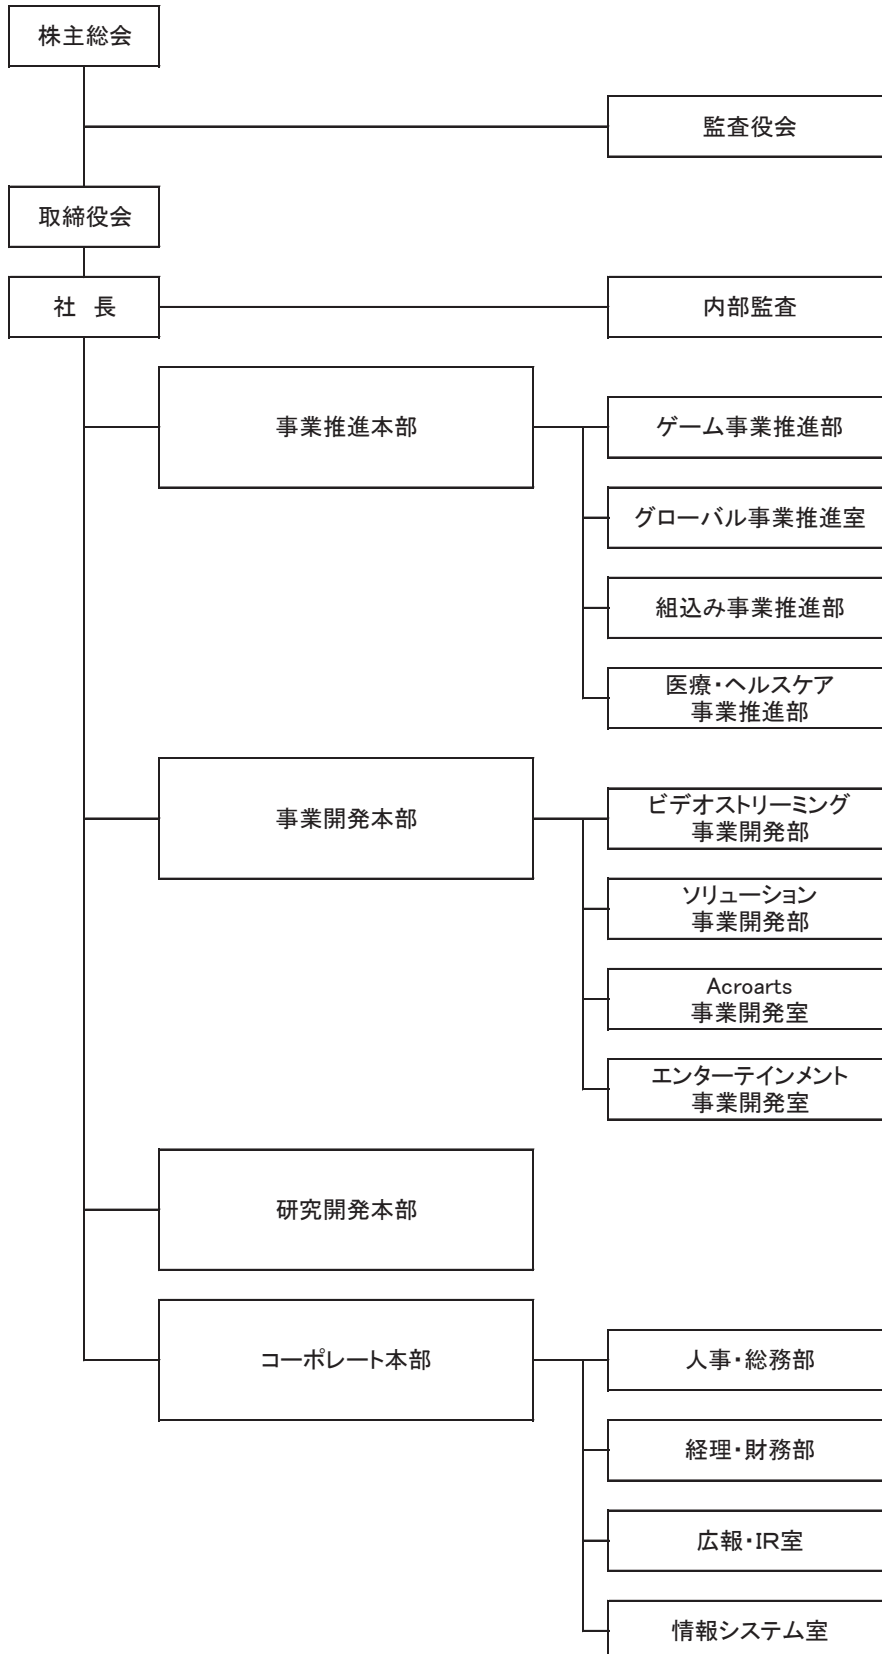 株主総会
監査役会
取締役会
社 長
内部監査
事業推進本部
ゲーム事業推進部
グローバル事業推進室
組込み事業推進部
医療・ヘルスケア
事業推進部
事業開発本部
ビデオストリーミング
事業開発部
ソリューション
事業開発部
Acroarts
事業開発室
エンターテインメント
事業開発室
研究開発本部
コーポレート本部
人事・総務部
経理・財務部
広報・IR室
情報システム室